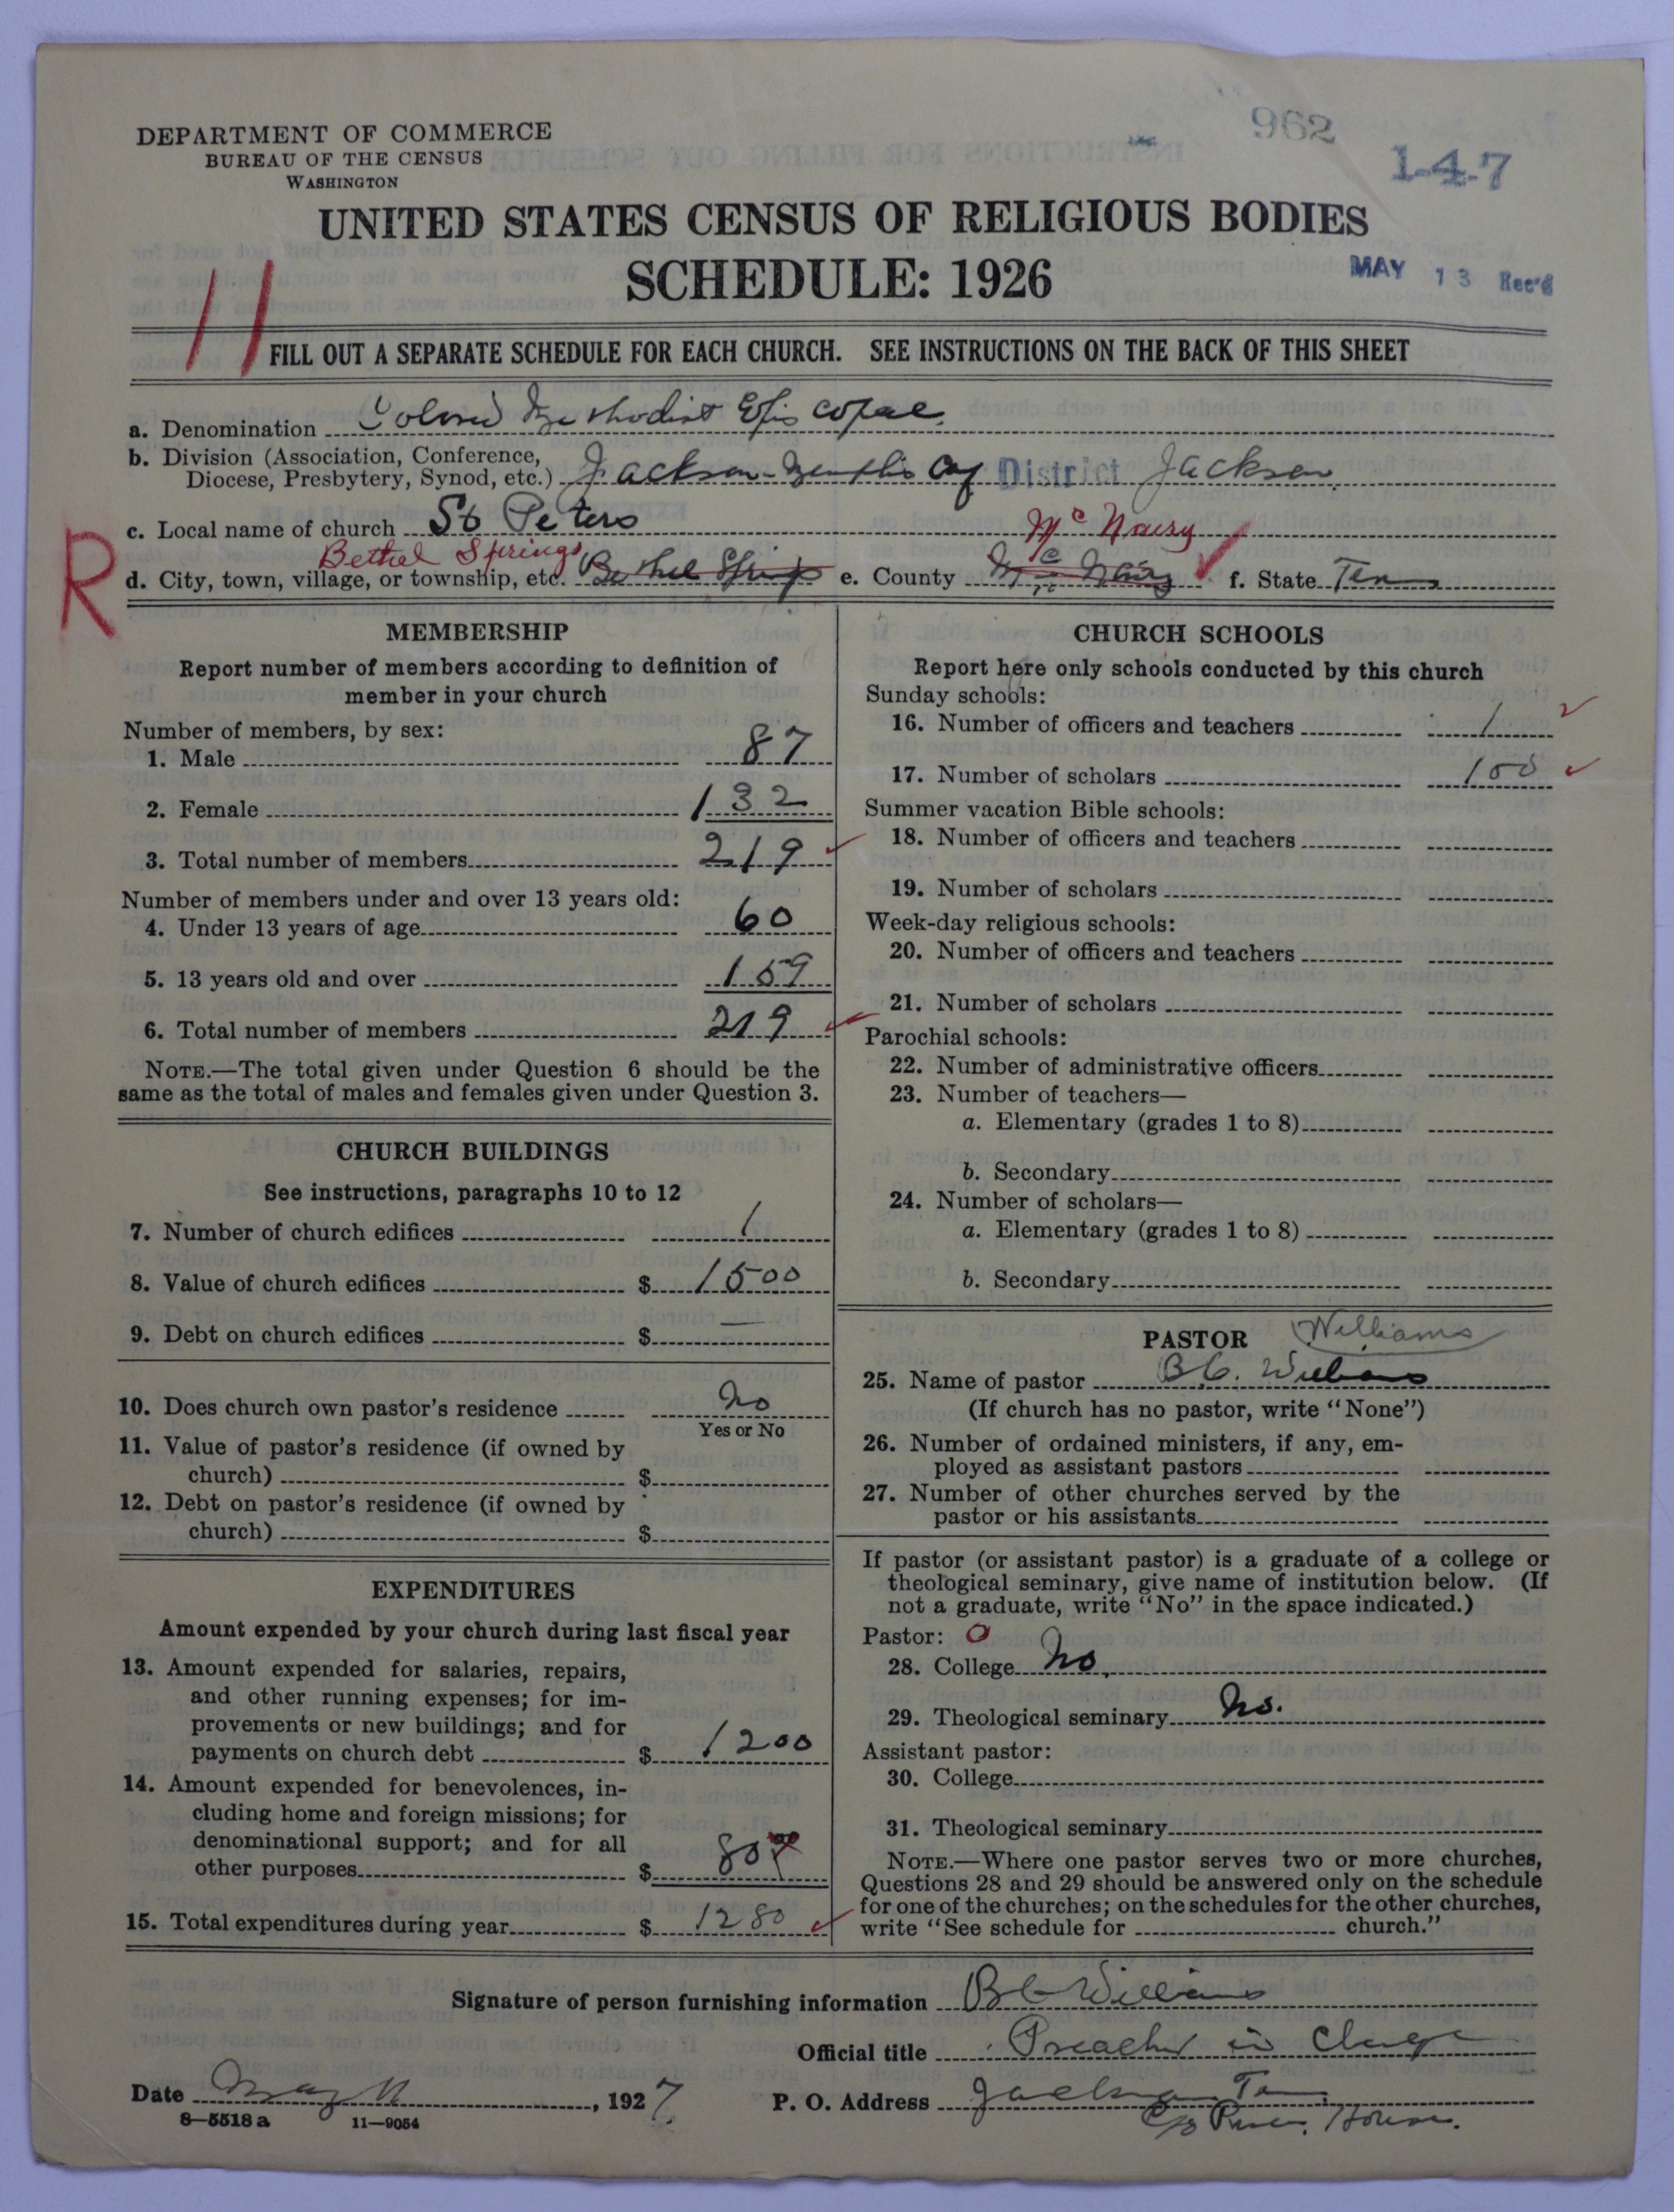 962
1-4-7
DEPARTMENT OF COMMERCE
BUREAU OF THE CENSUS
WASHINGTON
UNITED STATES CENSUS OF RELIGIOUS BODIES
SCHEDULE: 1926
MAY 13 Rec'd
FILL OUT A SEPARATE SCHEDULE FOR EACH CHURCH. SEE INSTRUCTIONS ON THE BACK OF THIS SHEET
a. Denomination Colored Methodist Episcopal
b. Division (Association, Conference,
Diocese, Presbytery, Synod, etc.) Jackson-Memphis District Jackson
c. Local name of church St Peters
R
Bethel Springs Mc Nairy
d. City, town, village, or township, etc. Bethel Springs e. County Mc Nairy f. State Ten
MEMBERSHIP
Report number of members according to definition of
member in your church
Number of members, by sex:
1. Male 87
2. Female 132
3. Total number of members 219
Number of members under and over 13 years old:
4. Under 13 years of age 60
5. 13 years old and over 159
6. Total number of members 219
NOTE.—The total given under Question 6 should be the
same as the total of males and females given under Question 3.
CHURCH BUILDINGS
See instructions, paragraphs 10 to 12
7. Number of church edifices 1
8. Value of church edifices $ 1500
9. Debt on church edifices $ —
10. Does church own pastor's residence No
Yes or No
11. Value of pastor's residence (if owned by
church) $
12. Debt on pastor's residence (if owned by
church) $
EXPENDITURES
Amount expended by your church during last fiscal year
13. Amount expended for salaries, repairs,
and other running expenses; for im-
provements or new buildings; and for
payments on church debt $ 1200
14. Amount expended for benevolences, in-
cluding home and foreign missions; for
denominational support; and for all
other purposes $ 80
15. Total expenditures during year $ 1280
CHURCH SCHOOLS
Report here only schools conducted by this church
Sunday schools:
16. Number of officers and teachers 1
17. Number of scholars 100
Summer vacation Bible schools:
18. Number of officers and teachers
19. Number of scholars
Week-day religious schools:
20. Number of officers and teachers
21. Number of scholars
Parochial schools:
22. Number of administrative officers
23. Number of teachers—
a. Elementary (grades 1 to 8)
b. Secondary
24. Number of scholars—
a. Elementary (grades 1 to 8)
b. Secondary
PASTOR Williams
25. Name of pastor B C. Williams
(If church has no pastor, write "None")
26. Number of ordained ministers, if any, em-
ployed as assistant pastors
27. Number of other churches served by the
pastor or his assistants
If pastor (or assistant pastor) is a graduate of a college or
theological seminary, give name of institution below. (If
not a graduate, write "No" in the space indicated.)
Pastor: O
28. College No.
29. Theological seminary No.
Assistant pastor:
30. College
31. Theological seminary
NOTE.—Where one pastor serves two or more churches,
Questions 28 and 29 should be answered only on the schedule
for one of the churches; on the schedules for the other churches,
write "See schedule for church."
Signature of person furnishing information B C Williams
Official title Preacher in Charge
Date May 11, 1927. P. O. Address Jackson Ten.
8—5518 a 11—9054 C/o House.